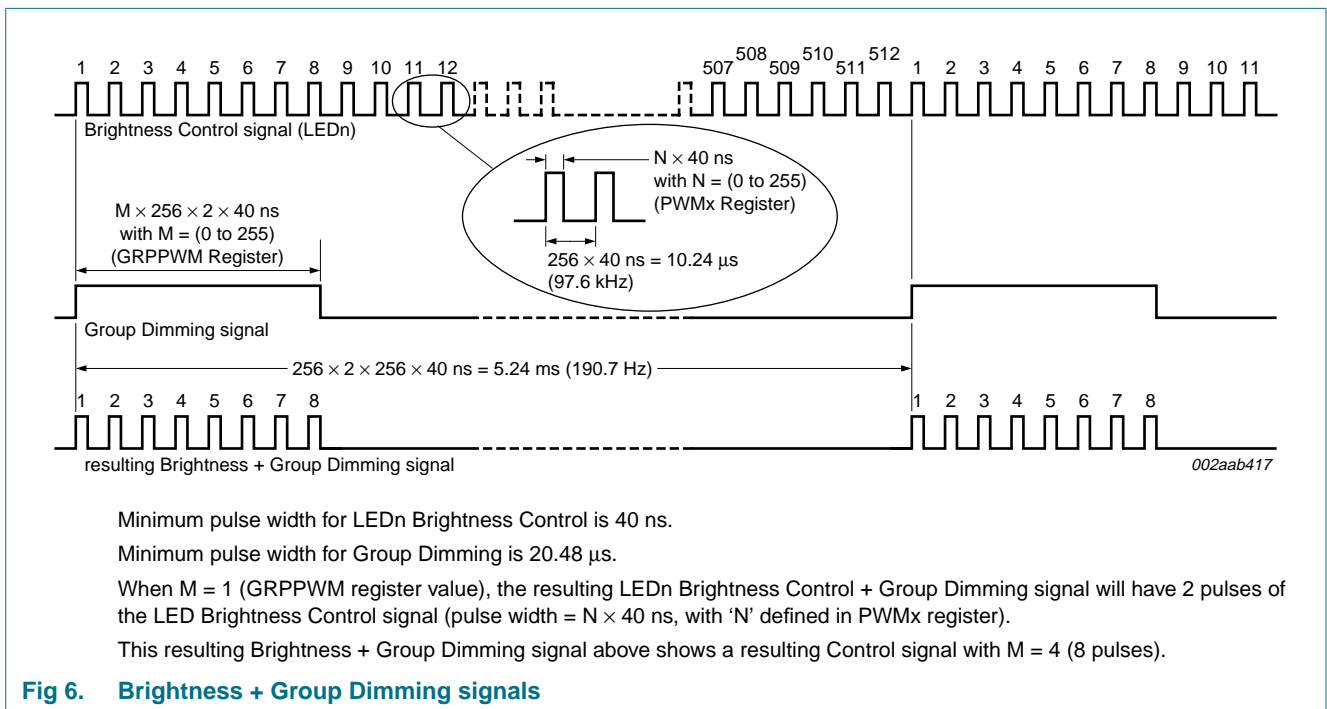 1 2 3 4 5 6 7 8 9 10 11 12 507 508 509 510 511 512 1 2 3 4 5 6 7 8 9 10 11
Brightness Control signal (LEDn)
N × 40 ns
with N = (0 to 255)
(PWMx Register)
256 × 40 ns = 10.24 μs
(97.6 kHz)
M × 256 × 2 × 40 ns
with M = (0 to 255)
(GRPPWM Register)
Group Dimming signal
256 × 2 × 256 × 40 ns = 5.24 ms (190.7 Hz)
1 2 3 4 5 6 7 8 1 2 3 4 5 6 7 8
resulting Brightness + Group Dimming signal
002aab417
Minimum pulse width for LEDn Brightness Control is 40 ns.
Minimum pulse width for Group Dimming is 20.48 μs.
When M = 1 (GRPPWM register value), the resulting LEDn Brightness Control + Group Dimming signal will have 2 pulses of
the LED Brightness Control signal (pulse width = N × 40 ns, with ‘N’ defined in PWMx register).
This resulting Brightness + Group Dimming signal above shows a resulting Control signal with M = 4 (8 pulses).
Fig 6. Brightness + Group Dimming signals